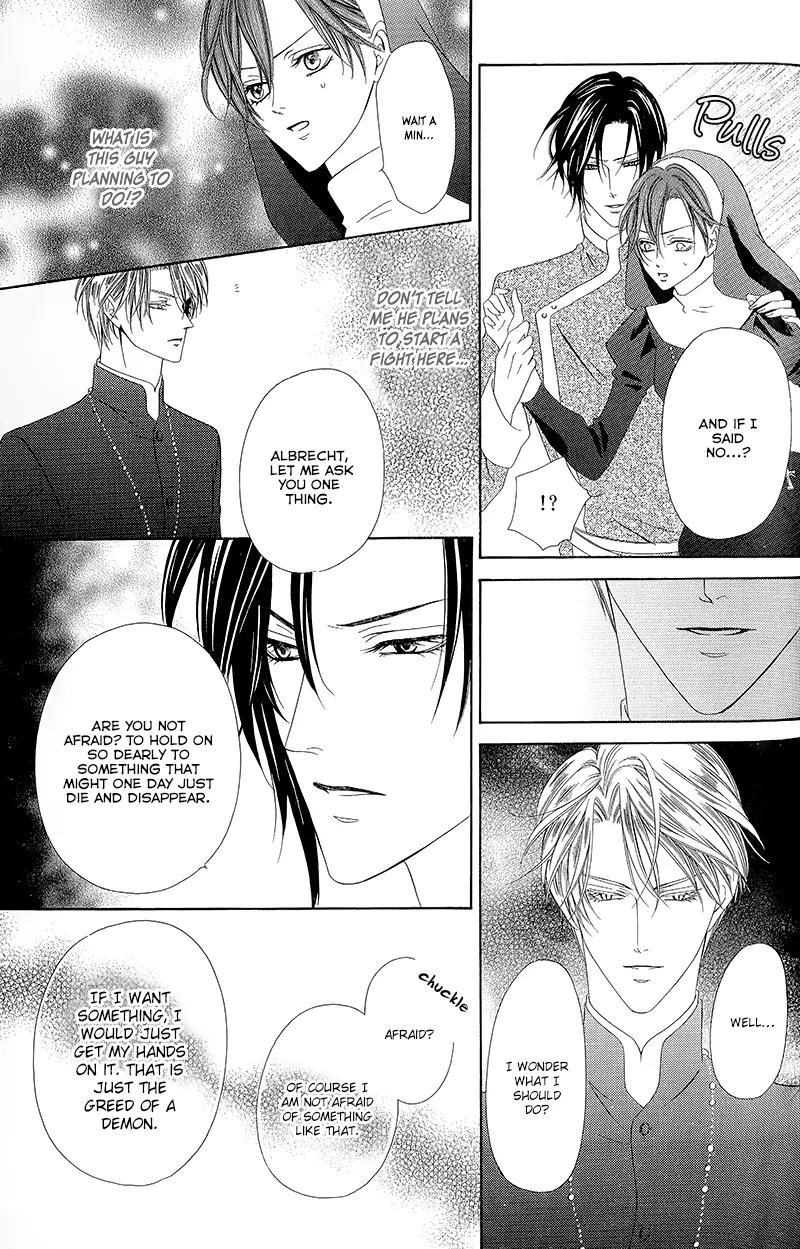 Pulls
AND IF I
SAID
NO...?
!?
WELL...
I WONDER
WHAT I
SHOULD
DO?
WAIT A
MIN...
WHAT IS
THIS GUY
PLANNING TO
DO!?
DON'T TELL
ME HE PLANS
TO START A
FIGHT HERE...
ALBRECHT,
LET ME ASK
YOU ONE
THING.
ARE YOU NOT
AFRAID? TO HOLD ON
SO DEARLY TO
SOMETHING THAT
MIGHT ONE DAY JUST
DIE AND DISAPPEAR.
chuckle
AFRAID?
OF COURSE I
AM NOT AFRAID
OF SOMETHING
LIKE THAT.
IF I WANT
SOMETHING, I
WOULD JUST
GET MY HANDS
ON IT. THAT IS
JUST THE
GREED OF A
DEMON.